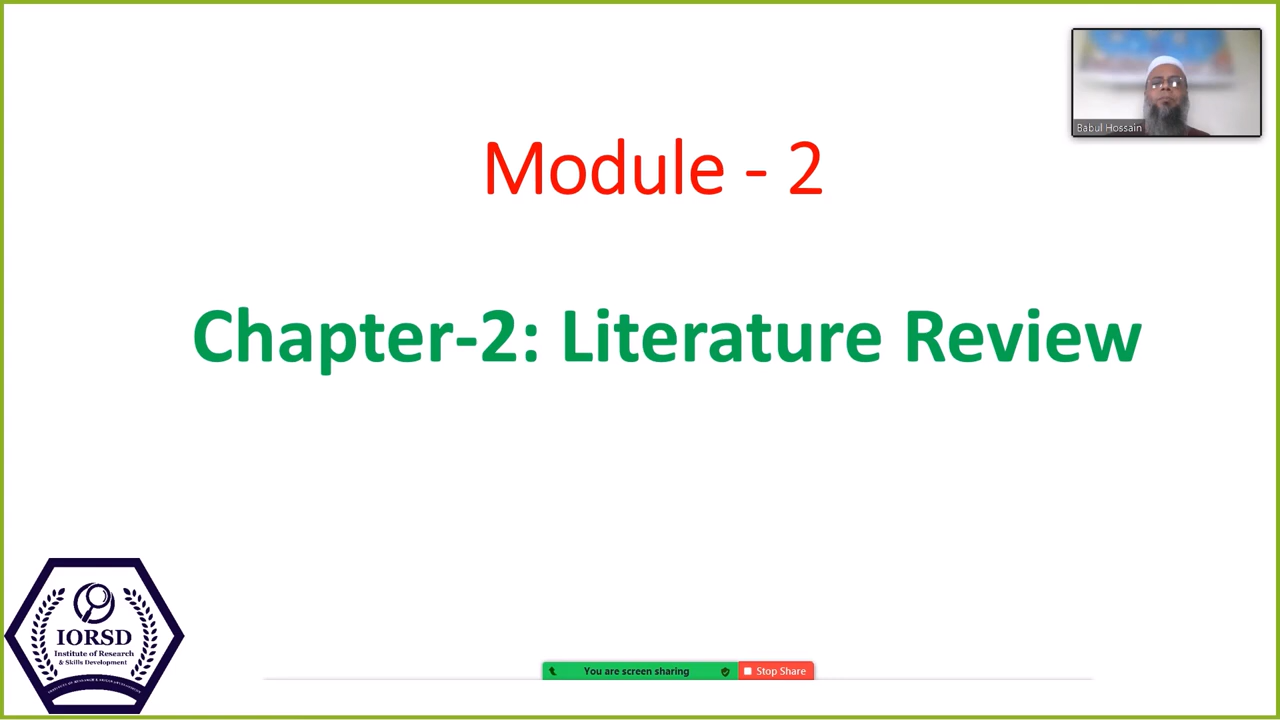 Module - 2
Babul Hossain
Chapter-2: Literature Review
IORSD
Institute of Research
& Skills Development
You are screen sharing
Stop Share